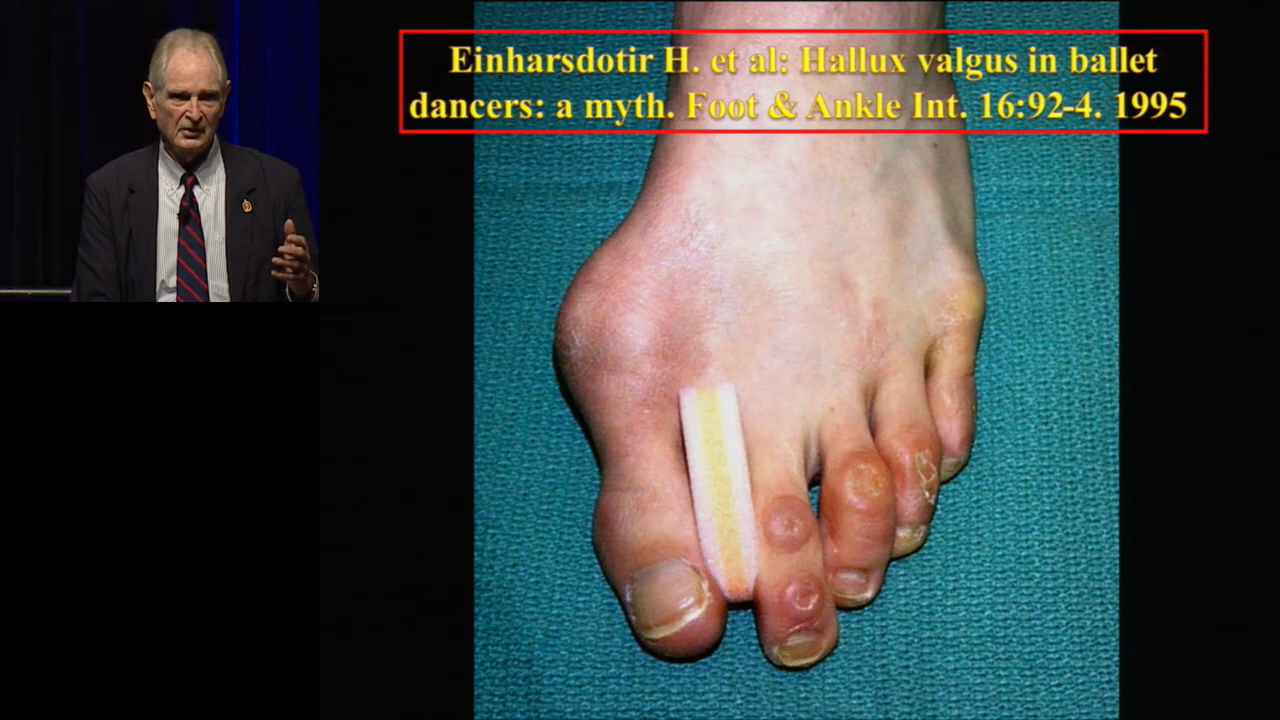 Einharsdotir H. et al: Hallux valgus in ballet
dancers: a myth. Foot & Ankle Int. 16:92-4. 1995